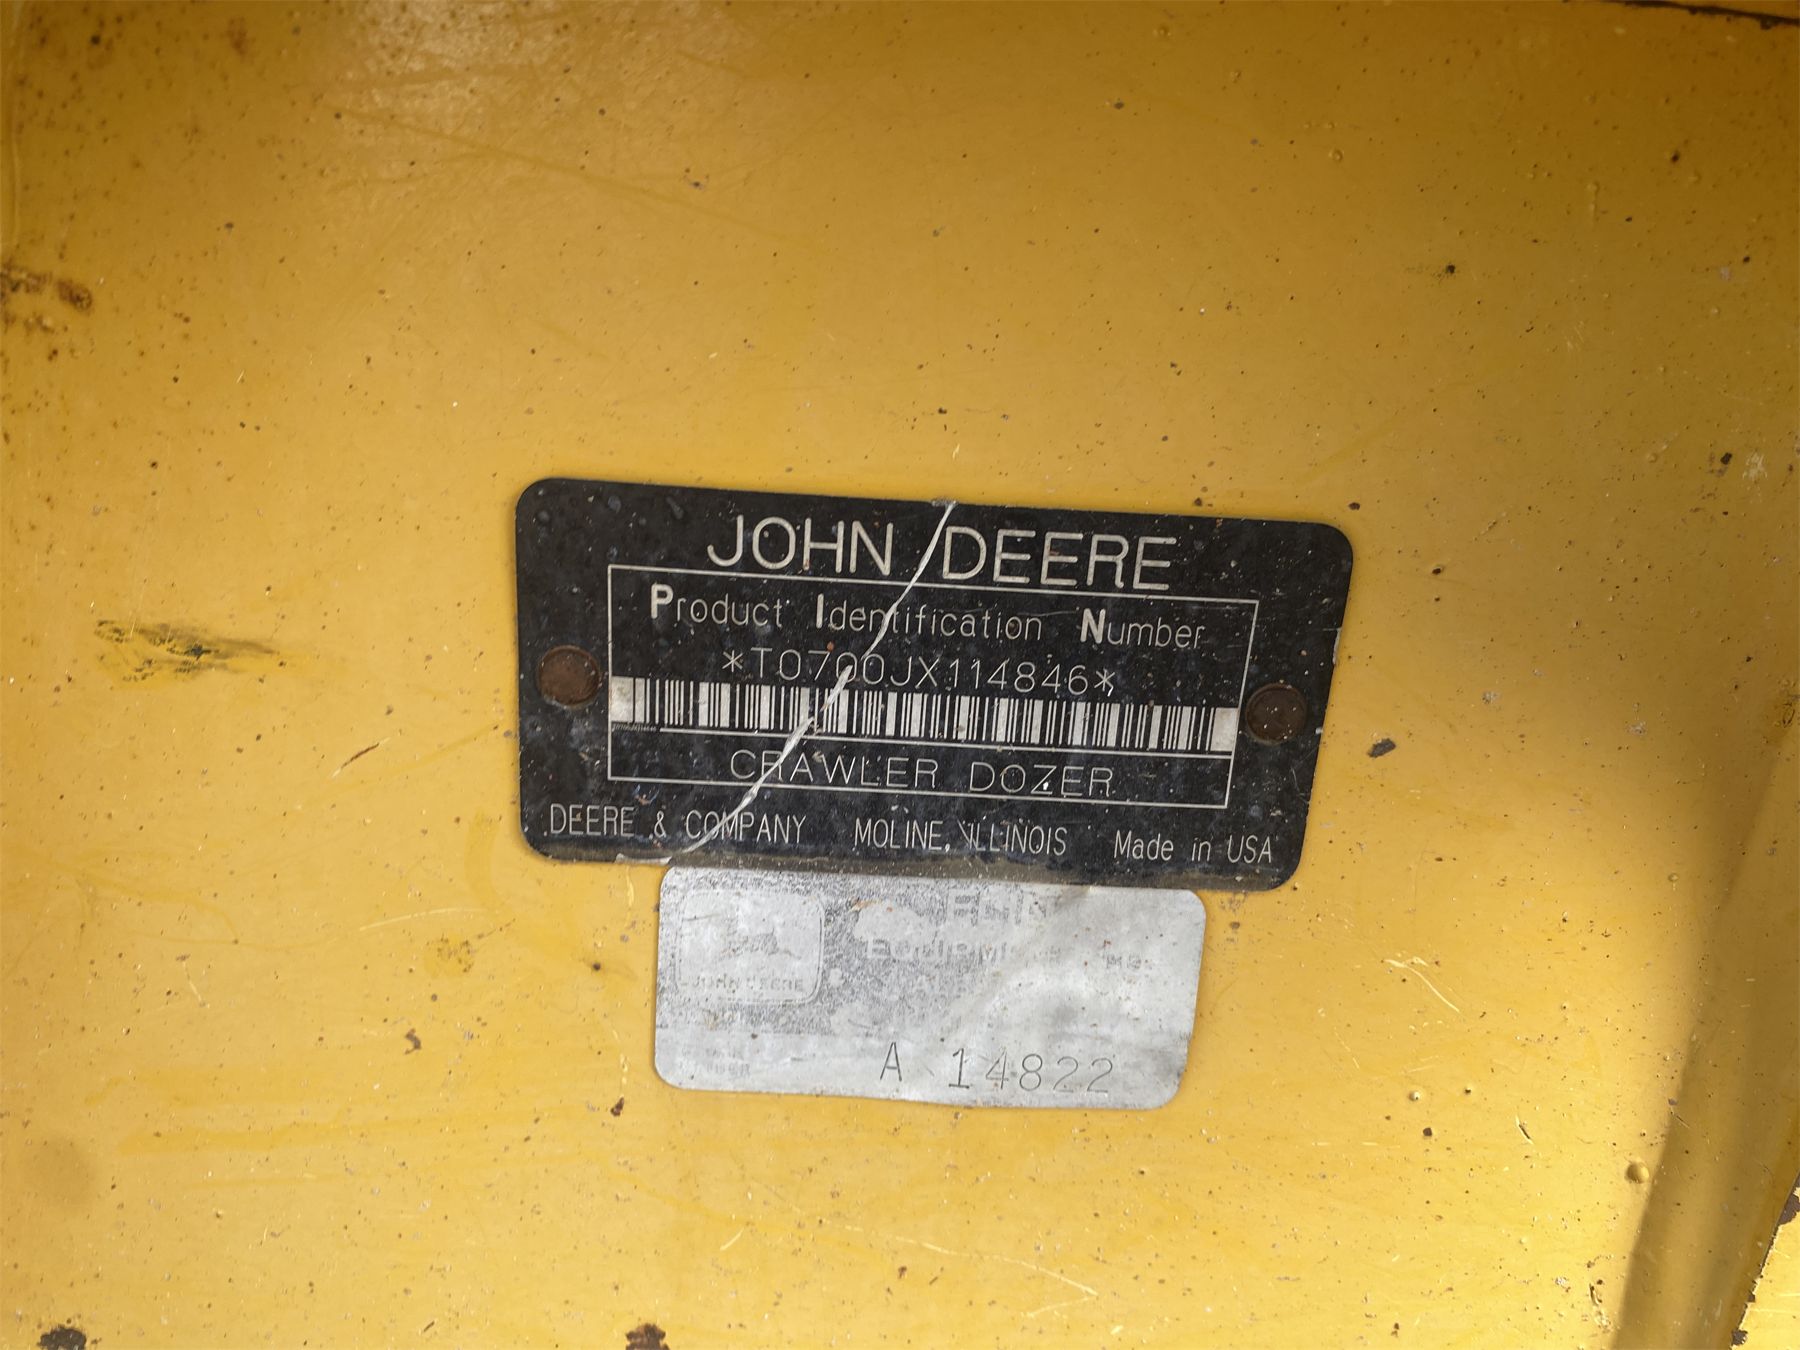 JOHN DEERE
Product Identification Number
*T0700JX114846*
CRAWLER DOZER
DEERE & COMPANY MOLINE, ILLINOIS Made in USA
JOHN DEERE
A 14822